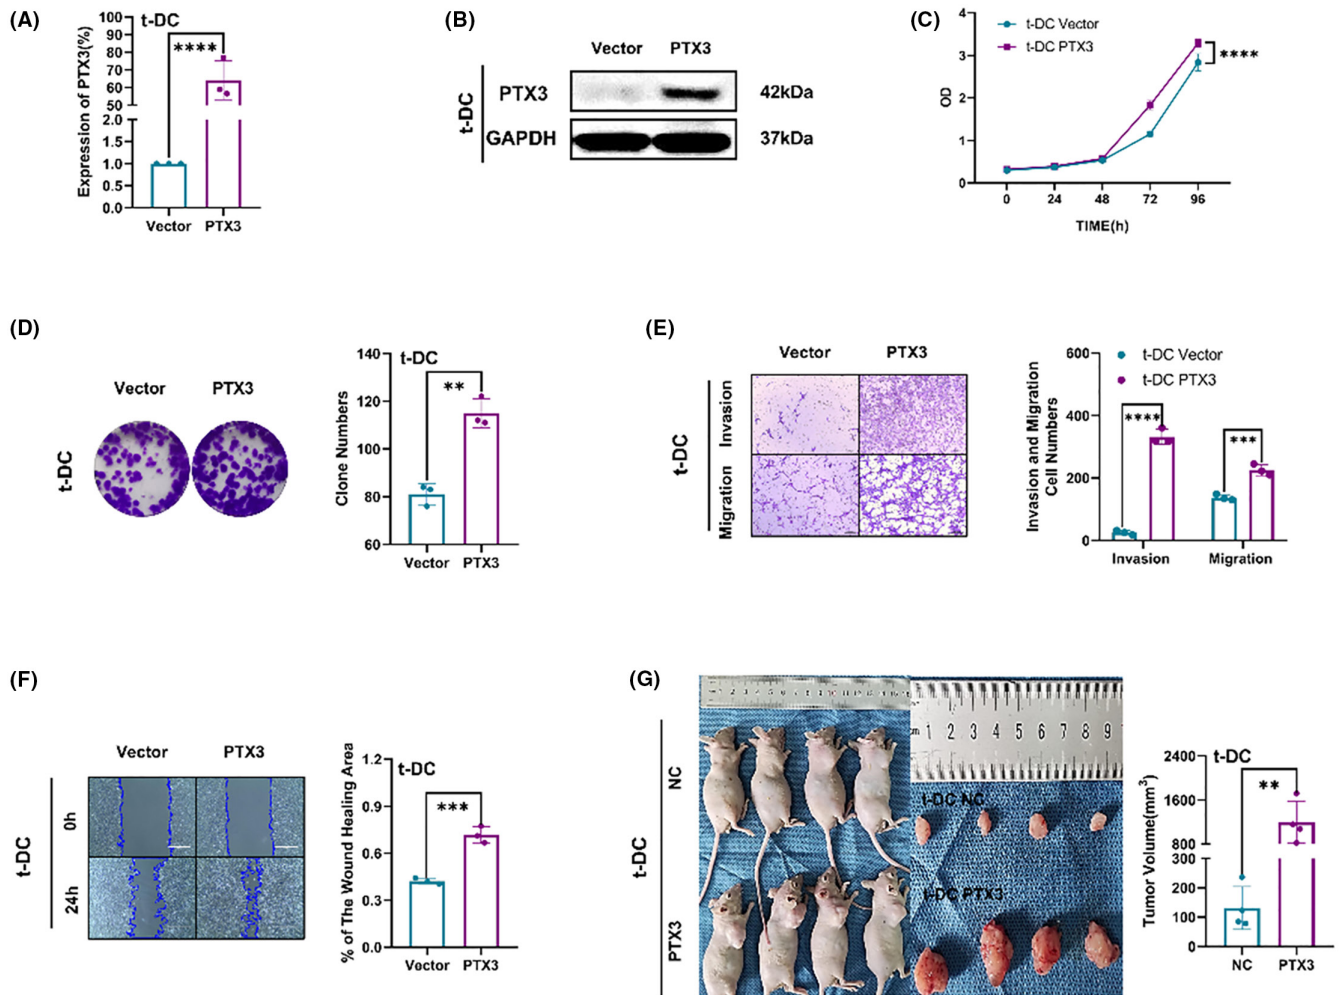 (A)
t-DC
****
Expression of PTX3(%)
100
90
80
70
60
50
2.0
1.5
1.0
0.5
0.0
Vector PTX3
(B)
Vector PTX3
t-DC
PTX3 42kDa
GAPDH 37kDa
(C)
t-DC Vector
t-DC PTX3
****
OD
4
3
2
1
0
0 24 48 72 96
TIME(h)
(D)
Vector PTX3
t-DC
t-DC
**
Clone Numbers
140
120
100
80
60
Vector PTX3
(E)
Vector PTX3
t-DC
Invasion
Migration
t-DC Vector
t-DC PTX3
**** ***
Invasion and Migration
Cell Numbers
600
400
200
0
Invasion Migration
(F)
Vector PTX3
t-DC
0h
24h
t-DC
***
% of The Wound Healing Area
1.2
0.9
0.6
0.3
0.0
Vector PTX3
(G)
t-DC
NC
PTX3
cm 1 2 3 4 5 6 7 8 9
t-DC NC
t-DC PTX3
t-DC
**
Tumor Volume(mm³)
2400
1600
800
300
200
100
0
NC PTX3